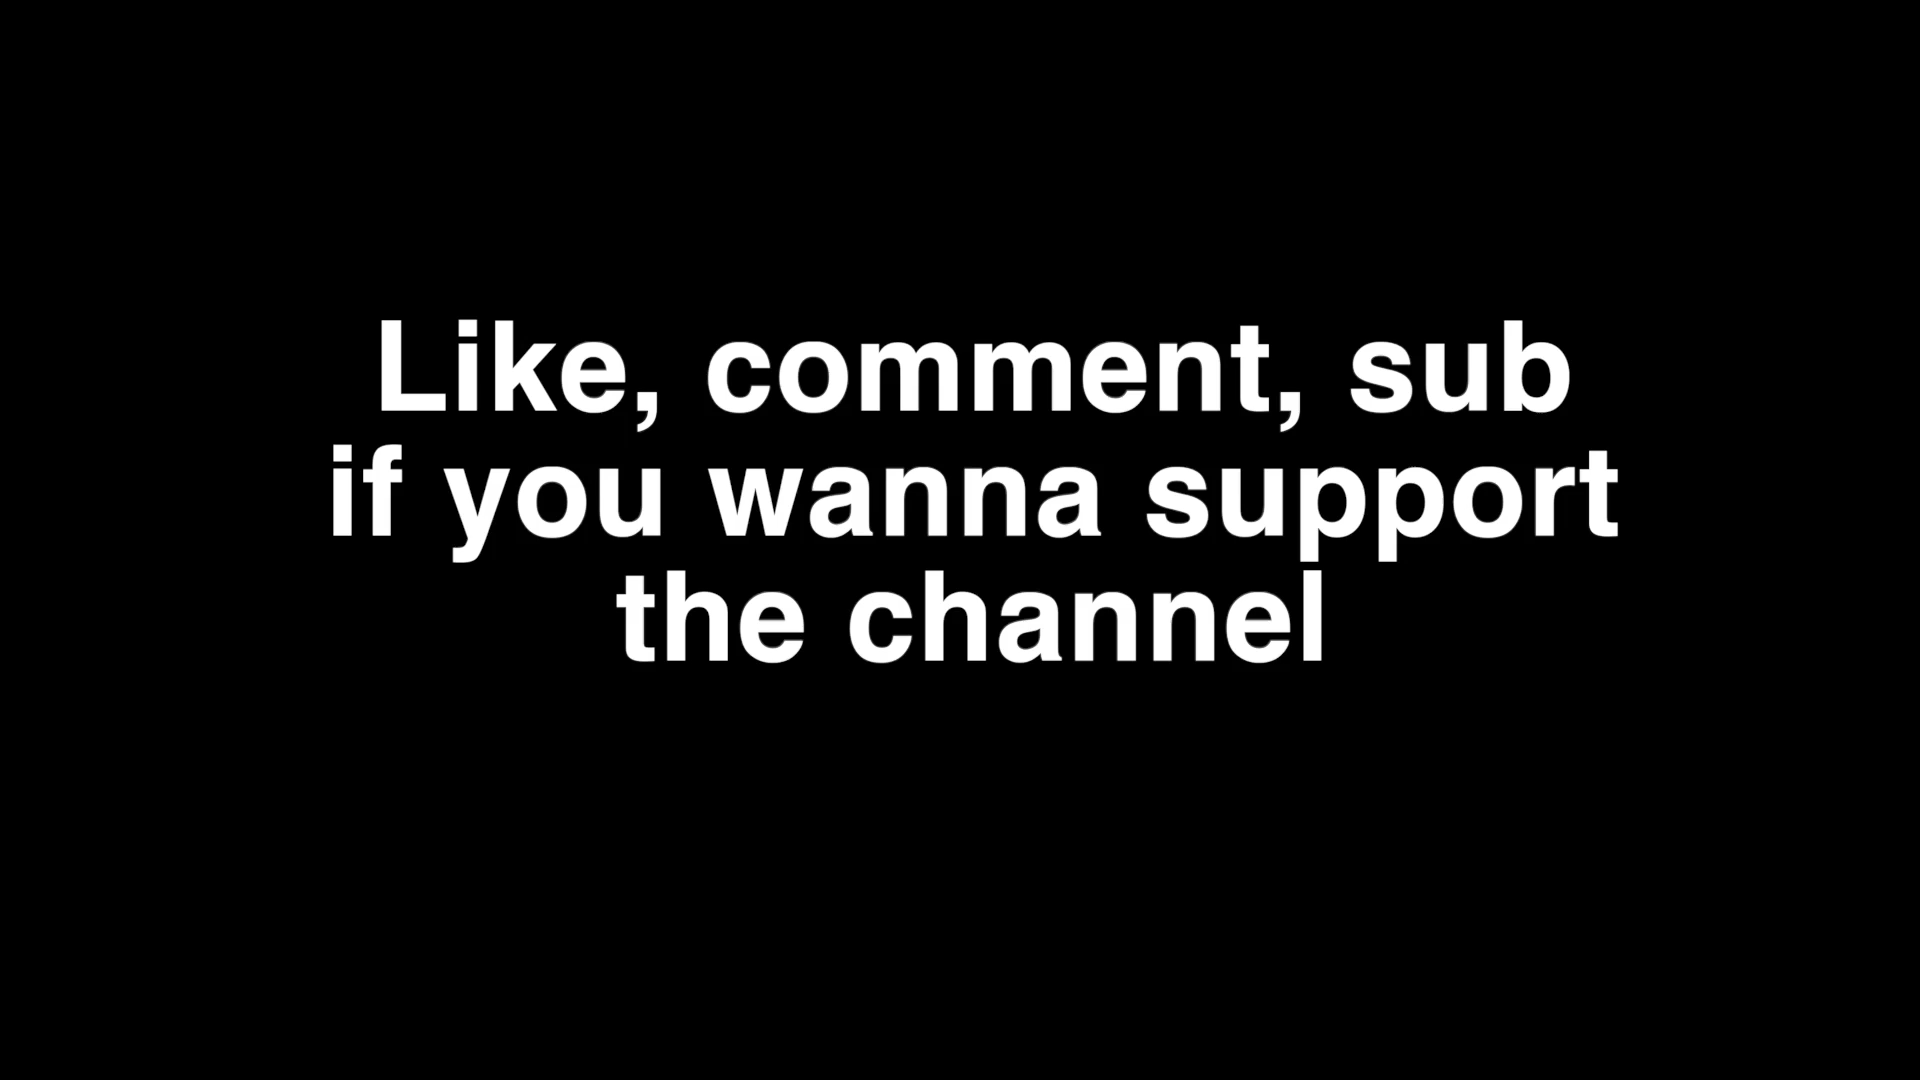 Like, comment, sub
if you wanna support
the channel